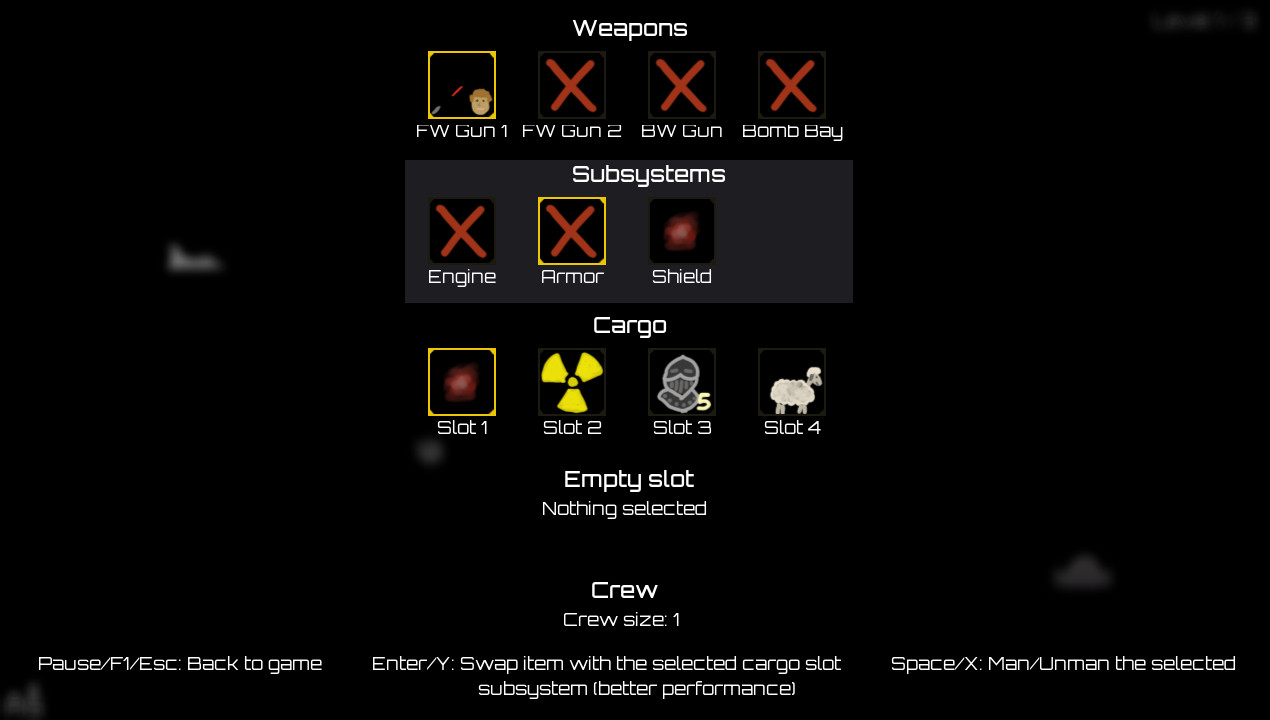 Weapons
FW Gun 1 FW Gun 2 BW Gun Bomb Bay
Subsystems
Engine Armor Shield
Cargo
5
Slot 1 Slot 2 Slot 3 Slot 4
Empty slot
Nothing selected
Crew
Crew size: 1
Pause/F1/Esc: Back to game Enter/Y: Swap item with the selected cargo slot Space/X: Man/Unman the selected
subsystem (better performance)